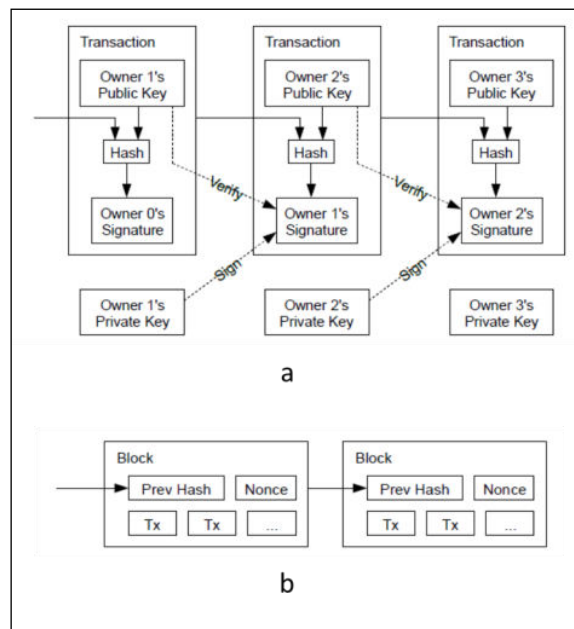 Transaction
Owner 1's
Public Key
Hash
Owner 0's
Signature
Verify
Owner 1's
Private Key
Sign
Transaction
Owner 2's
Public Key
Hash
Owner 1's
Signature
Verify
Owner 2's
Private Key
Sign
Transaction
Owner 3's
Public Key
Hash
Owner 2's
Signature
Owner 3's
Private Key
a
Block
Prev Hash Nonce
Tx Tx ...
Block
Prev Hash Nonce
Tx Tx ...
b